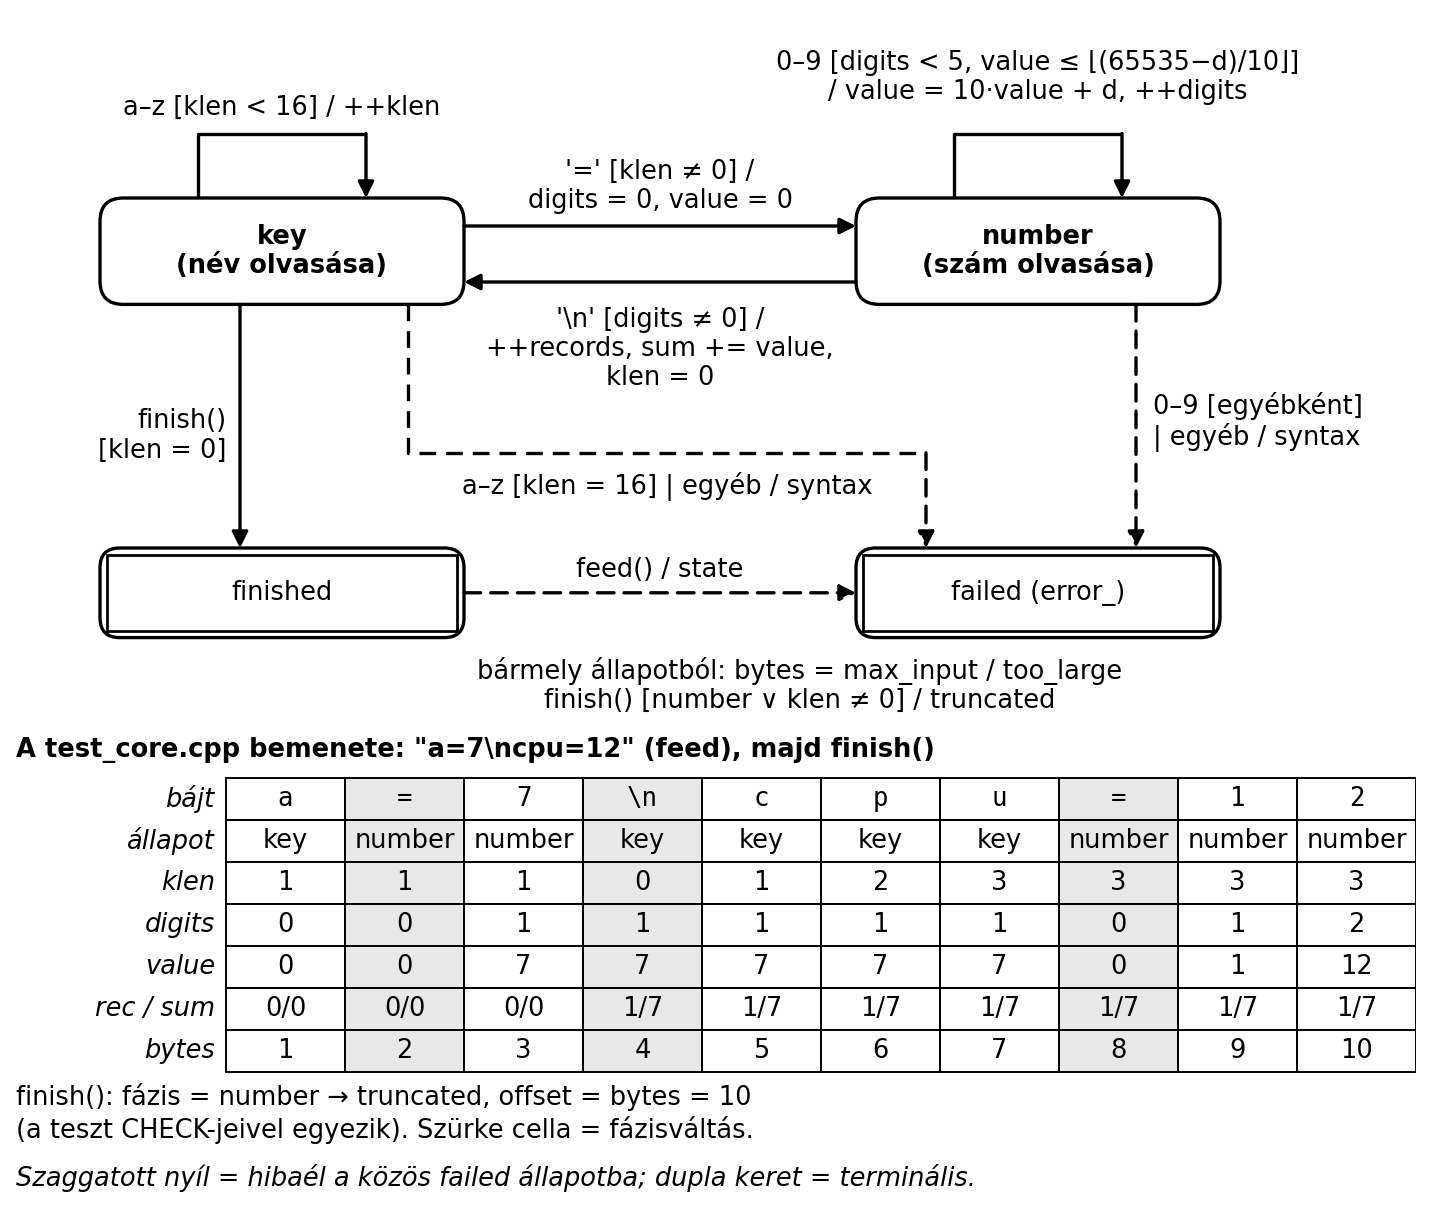 0–9 [digits < 5, value ≤ ⌊(65535−d)/10⌋]
/ value = 10·value + d, ++digits
a–z [klen < 16] / ++klen
'=' [klen ≠ 0] /
digits = 0, value = 0
key
(név olvasása)
number
(szám olvasása)
'\n' [digits ≠ 0] /
++records, sum += value,
klen = 0
finish()
[klen = 0]
0–9 [egyébként]
| egyéb / syntax
a–z [klen = 16] | egyéb / syntax
finished
feed() / state
failed (error_)
bármely állapotból: bytes = max_input / too_large
finish() [number ∨ klen ≠ 0] / truncated
A test_core.cpp bemenete: "a=7\ncpu=12" (feed), majd finish()
bájt a = 7 \n c p u = 1 2
állapot key number number key key key key number number number
klen 1 1 1 0 1 2 3 3 3 3
digits 0 0 1 1 1 1 1 0 1 2
value 0 0 7 7 7 7 7 0 1 12
rec / sum 0/0 0/0 0/0 1/7 1/7 1/7 1/7 1/7 1/7 1/7
bytes 1 2 3 4 5 6 7 8 9 10
finish(): fázis = number → truncated, offset = bytes = 10
(a teszt CHECK-jeivel egyezik). Szürke cella = fázisváltás.
Szaggatott nyíl = hibaél a közös failed állapotba; dupla keret = terminális.